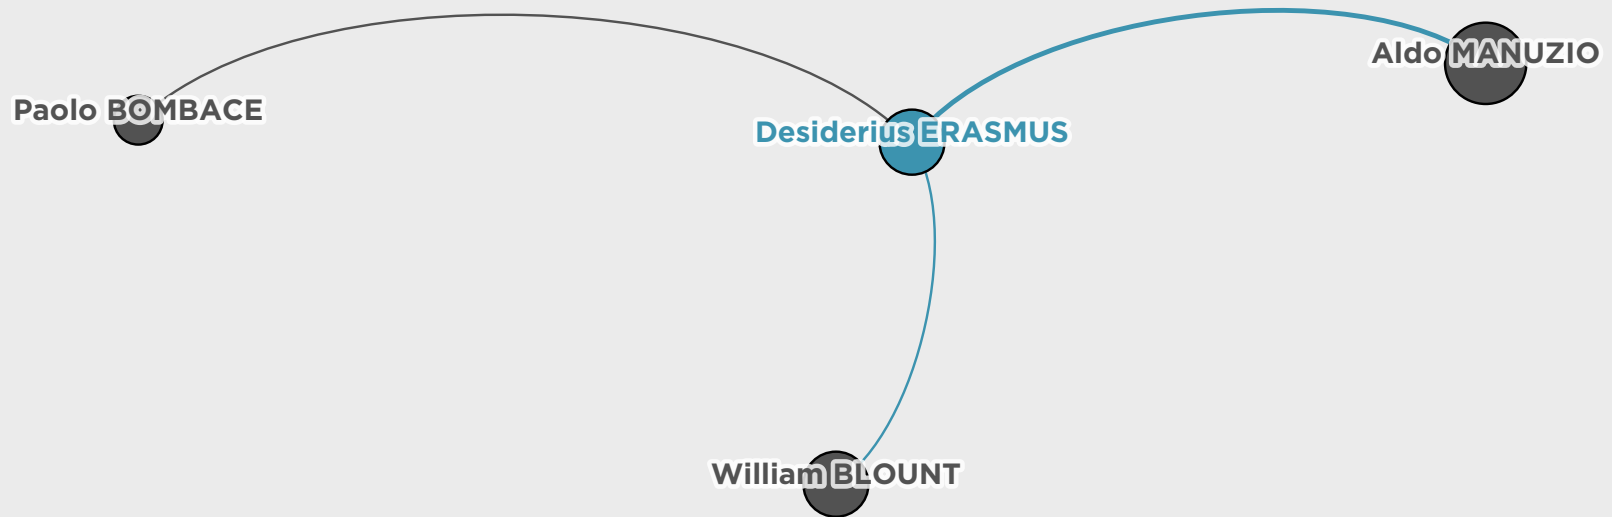 Aldo MANUZIO
Paolo BOMBACE
Desiderius ERASMUS
William BLOUNT